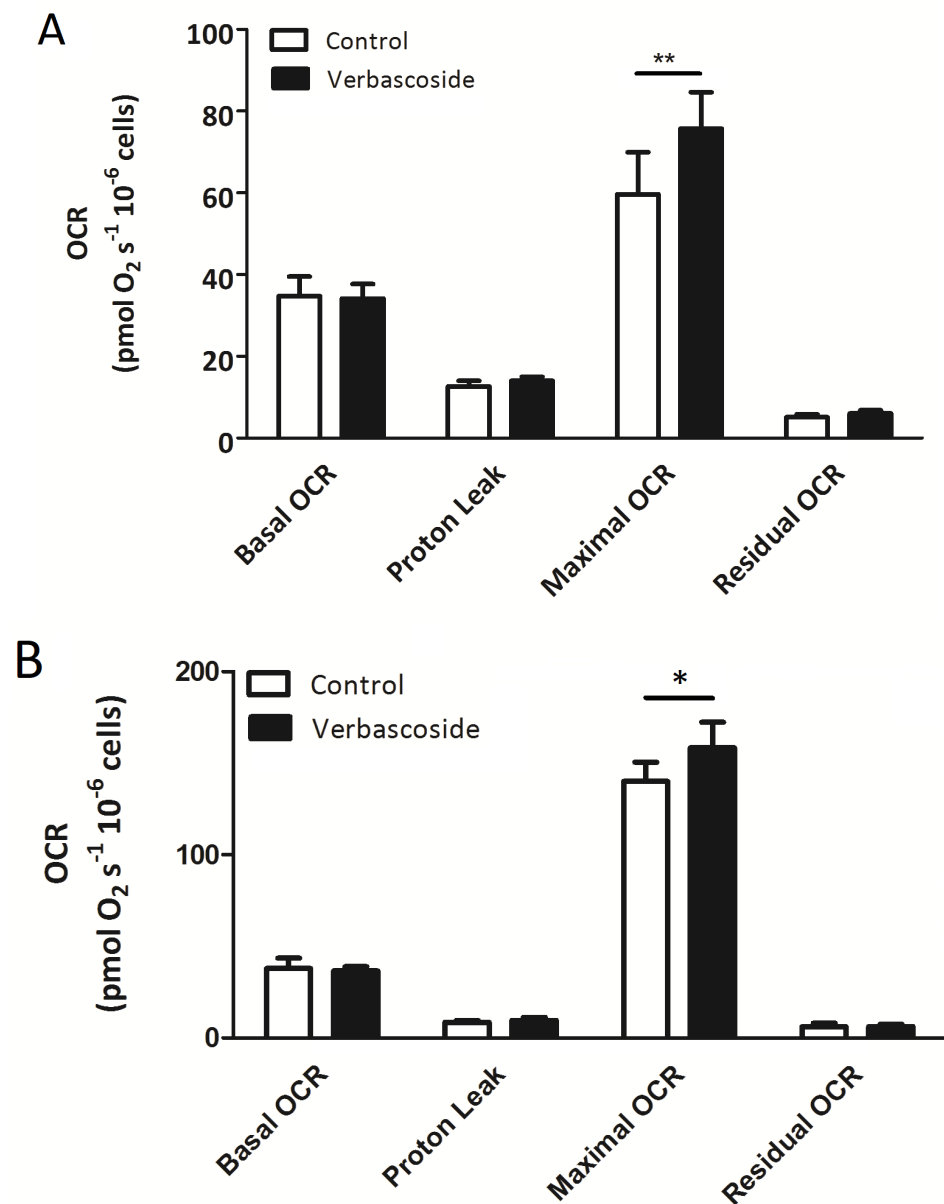 A
100
80
60
40
20
0
OCR
(pmol O₂ s⁻¹ 10⁻⁶ cells)
Control
Verbascoside
**
Basal OCR
Proton Leak
Maximal OCR
Residual OCR
B
200
100
0
OCR
(pmol O₂ s⁻¹ 10⁻⁶ cells)
Control
Verbascoside
*
Basal OCR
Proton Leak
Maximal OCR
Residual OCR